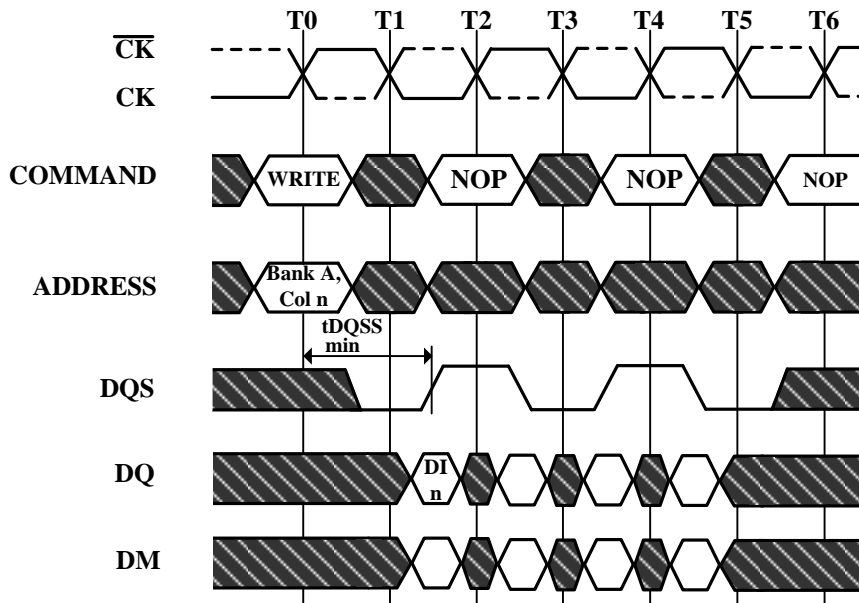 T0 T1 T2 T3 T4 T5 T6
CK
CK
COMMAND
WRITE NOP NOP NOP
ADDRESS
Bank A,
Col n
tDQSS
min
DQS
DQ
DI
n
DM